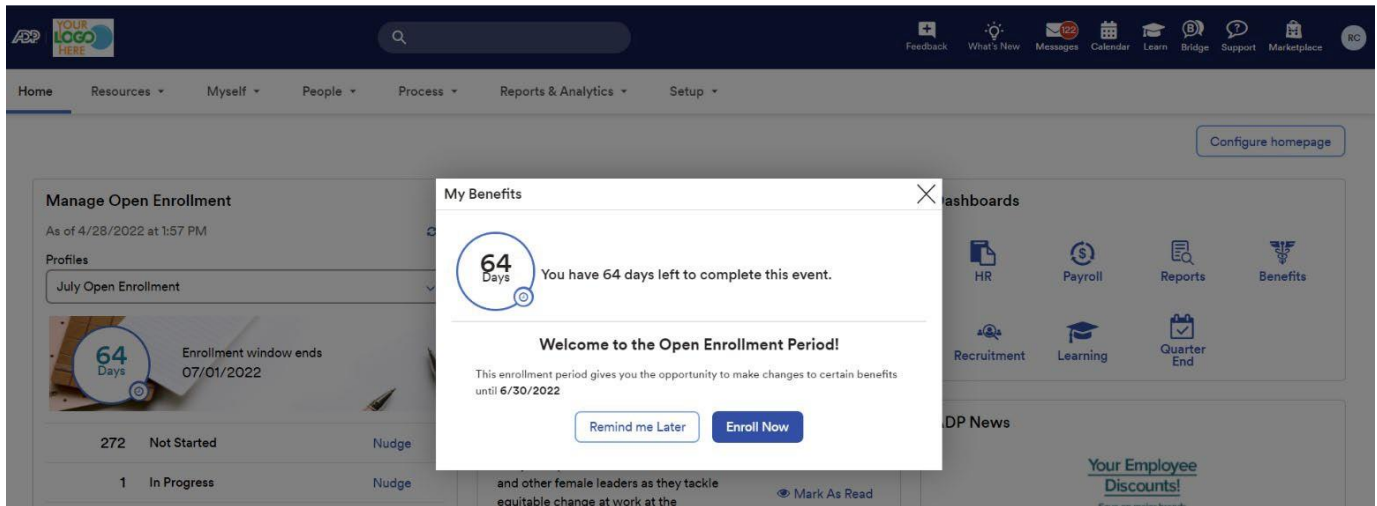 ADP
YOUR
LOGO
HERE
Feedback
What's New
Messages
122
Calendar
Learn
Bridge
Support
Marketplace
RC
Home
Resources
Myself
People
Process
Reports & Analytics
Setup
Configure homepage
Manage Open Enrollment
As of 4/28/2022 at 1:57 PM
Profiles
July Open Enrollment
64
Days
Enrollment window ends
07/01/2022
272 Not Started Nudge
1 In Progress Nudge
My Benefits
64
Days
You have 64 days left to complete this event.
Welcome to the Open Enrollment Period!
This enrollment period gives you the opportunity to make changes to certain benefits
until 6/30/2022
Remind me Later
Enroll Now
and other female leaders as they tackle
equitable change at work at the
Mark As Read
ashboards
HR
Payroll
Reports
Benefits
Recruitment
Learning
Quarter
End
DP News
Your Employee
Discounts!